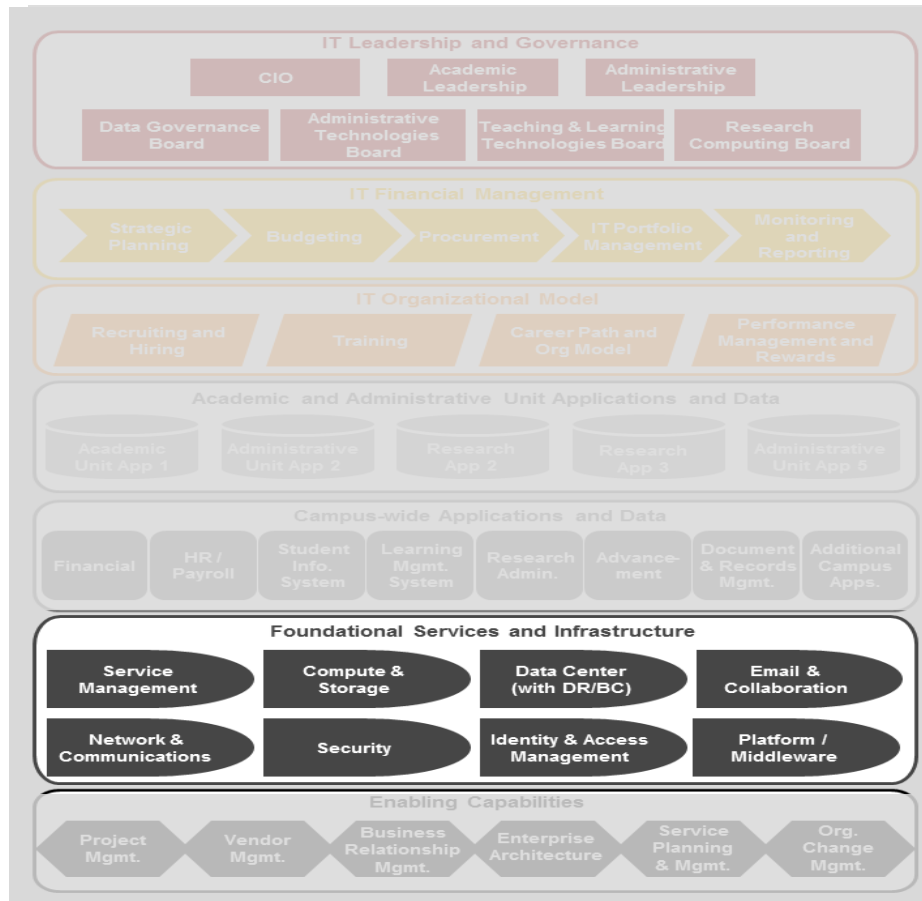 IT Leadership and Governance
CIO
Academic
Leadership
Administrative
Leadership
Data Governance
Board
Administrative
Technologies
Board
Teaching & Learning
Technologies Board
Research
Computing Board
IT Financial Management
Strategic
Planning
Budgeting
Procurement
IT Portfolio
Management
Monitoring
and
Reporting
IT Organizational Model
Recruiting and
Hiring
Training
Career Path and
Org Model
Performance
Management and
Rewards
Academic and Administrative Unit Applications and Data
Academic
Unit App 1
Administrative
Unit App 2
Research
App 2
Research
App 3
Administrative
Unit App 5
Campus-wide Applications and Data
Financial
HR /
Payroll
Student
Info.
System
Learning
Mgmt.
System
Research
Admin.
Advance-
ment
Document
& Records
Mgmt.
Additional
Campus
Apps.
Foundational Services and Infrastructure
Service
Management
Compute &
Storage
Data Center
(with DR/BC)
Email &
Collaboration
Network &
Communications
Security
Identity & Access
Management
Platform /
Middleware
Enabling Capabilities
Project
Mgmt.
Vendor
Mgmt.
Business
Relationship
Mgmt.
Enterprise
Architecture
Service
Planning
& Mgmt.
Org.
Change
Mgmt.